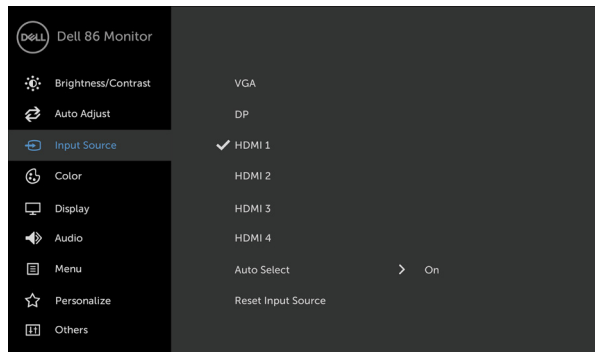 DELL Dell 86 Monitor
Brightness/Contrast
VGA
Auto Adjust
DP
Input Source
HDMI 1
Color
HDMI 2
Display
HDMI 3
Audio
HDMI 4
Menu
Auto Select
On
Personalize
Reset Input Source
Others